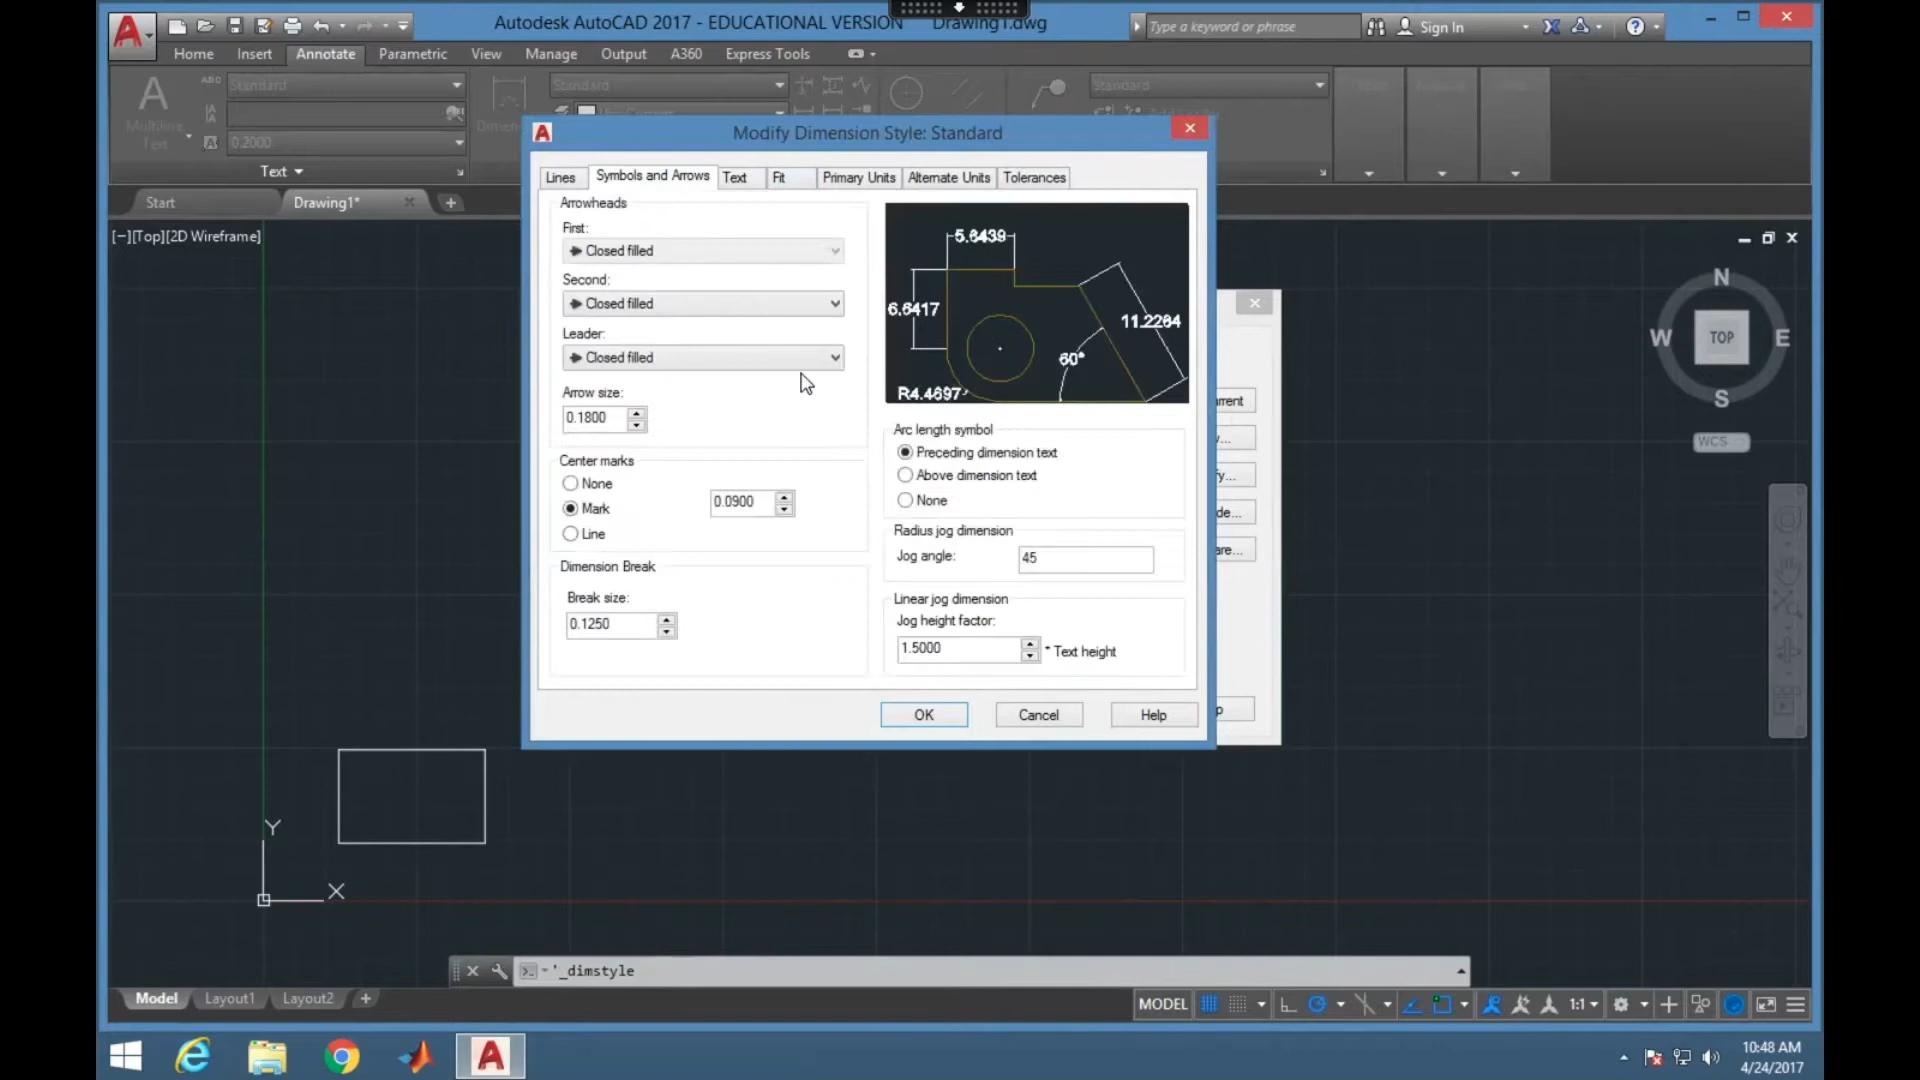 Autodesk AutoCAD 2017 - EDUCATIONAL VERSION Drawing1.dwg
Type a keyword or phrase
Sign In
Home Insert Annotate Parametric View Manage Output A360 Express Tools
Standard
Standard
Standard
Multiline
Text
0.2000
Text
Start
Drawing1*
[−][Top][2D Wireframe]
Modify Dimension Style: Standard
Lines Symbols and Arrows Text Fit Primary Units Alternate Units Tolerances
Arrowheads
First:
Closed filled
Second:
Closed filled
Leader:
Closed filled
Arrow size:
0.1800
Center marks
None
Mark
0.0900
Line
Dimension Break
Break size:
0.1250
5.6439
6.6417
11.2264
60°
R4.4697
Arc length symbol
Preceding dimension text
Above dimension text
None
Radius jog dimension
Jog angle:
45
Linear jog dimension
Jog height factor:
1.5000
* Text height
OK
Cancel
Help
N
W
TOP
E
S
WCS
Y
X
'_dimstyle
Model Layout1 Layout2
MODEL
1:1
10:48 AM
4/24/2017